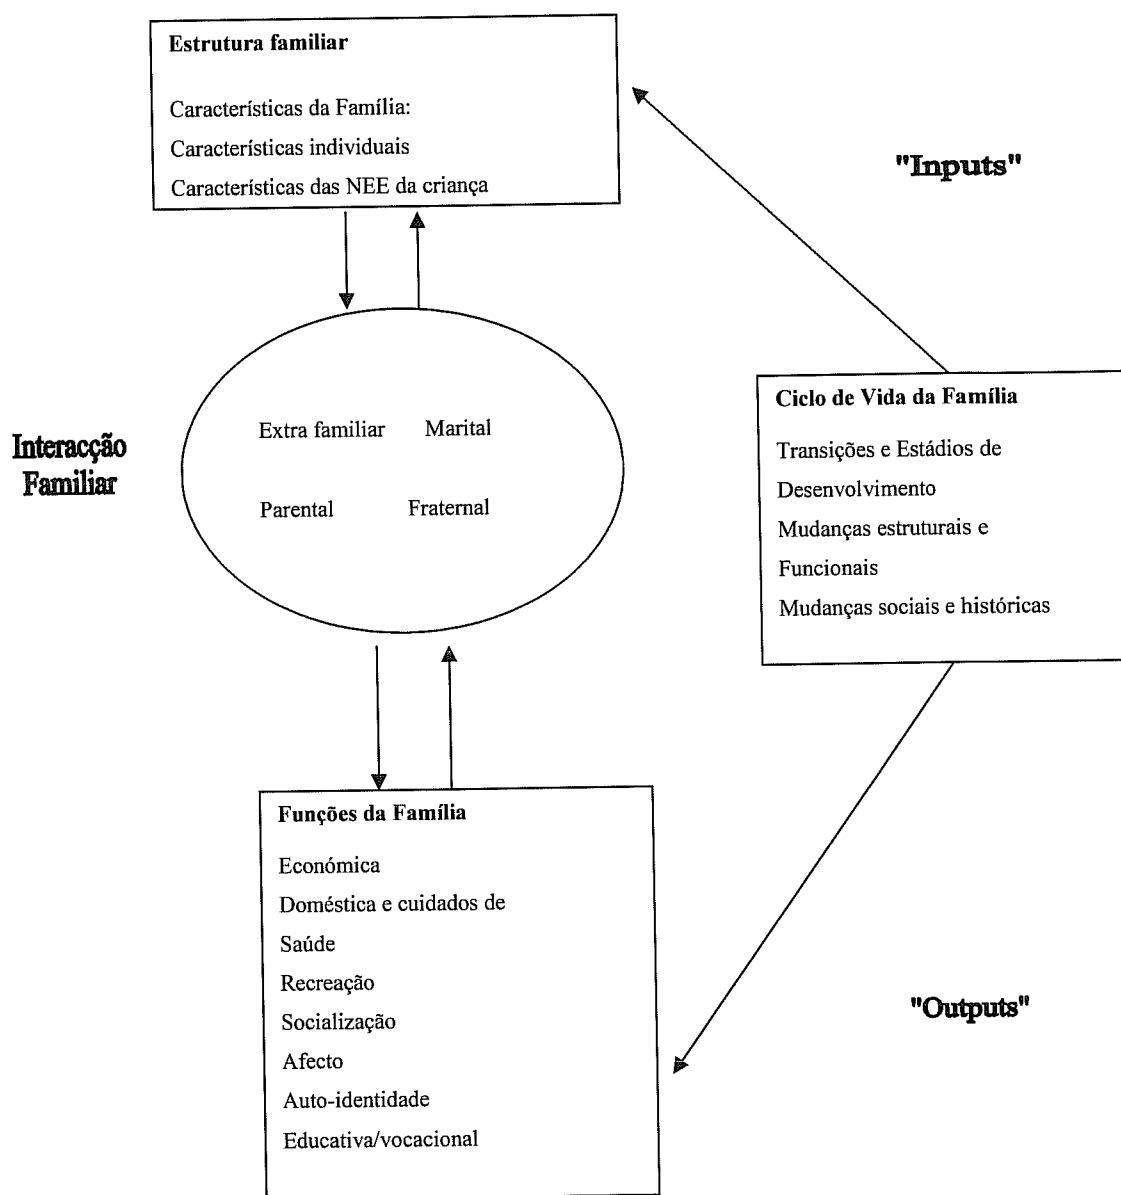 Estrutura familiar
Características da Família:
Características individuais
Características das NEE da criança
"Inputs"
Interacção
Familiar
Extra familiar Marital
Parental Fraternal
Ciclo de Vida da Família
Transições e Estádios de
Desenvolvimento
Mudanças estruturais e
Funcionais
Mudanças sociais e históricas
Funções da Família
Económica
Doméstica e cuidados de
Saúde
Recreação
Socialização
Afecto
Auto-identidade
Educativa/vocacional
"Outputs"